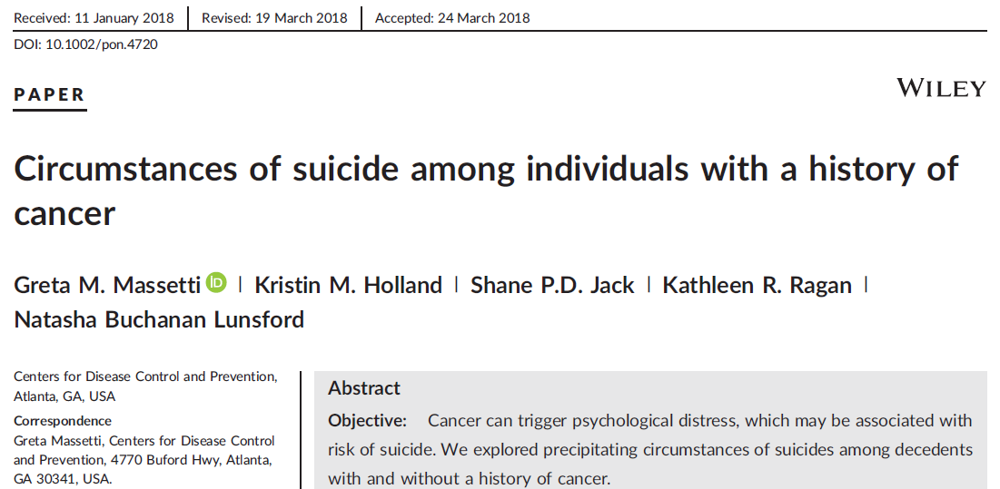 Received: 11 January 2018 | Revised: 19 March 2018 | Accepted: 24 March 2018
DOI: 10.1002/pon.4720
PAPER
WILEY
Circumstances of suicide among individuals with a history of
cancer
Greta M. Massetti iD | Kristin M. Holland | Shane P.D. Jack | Kathleen R. Ragan |
Natasha Buchanan Lunsford
Centers for Disease Control and Prevention,
Atlanta, GA, USA
Correspondence
Greta Massetti, Centers for Disease Control
and Prevention, 4770 Buford Hwy, Atlanta,
GA 30341, USA.
Abstract
Objective: Cancer can trigger psychological distress, which may be associated with
risk of suicide. We explored precipitating circumstances of suicides among decedents
with and without a history of cancer.